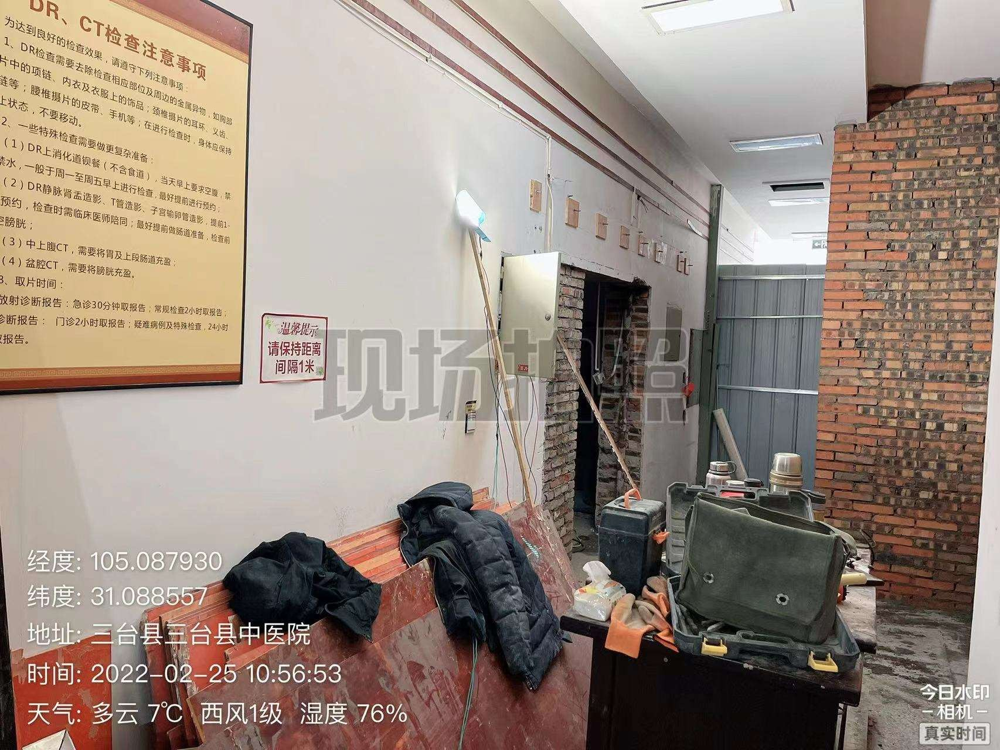 DR、CT检查注意事项
为达到良好的检查效果，请遵守下列注意事项：
1、DR检查需要去除检查相应部位及周边的金属异物，如胸部
片中的项链、内衣及衣服上的饰品；颈椎摄片的耳环、义齿、
链等；腰椎摄片的皮带、手机等；在进行检查时，身体应保持
上状态，不要移动。
2、一些特殊检查需要做更复杂准备：
（1）DR上消化道钡餐（不含食道），当天早上要求空腹，禁
禁水，一般于周一至周五早上进行检查，最好提前进行预约；
（2）DR静脉肾盂造影、T管造影、子宫输卵管造影，提前1-
预约，检查时需临床医师陪同；最好提前做肠道准备，检查前
空膀胱；
（3）中上腹CT，需要将胃及上段肠道充盈；
（4）盆腔CT，需要将膀胱充盈。
3、取片时间：
放射诊断报告：急诊30分钟取报告；常规检查2小时取报告；
诊断报告： 门诊2小时取报告；疑难病例及特殊检查，24小时
取报告。
温馨提示
请保持距离
间隔1米
现场拍照
经度: 105.087930
纬度: 31.088557
地址: 三台县三台县中医院
时间: 2022-02-25 10:56:53
天气: 多云 7℃ 西风1级 湿度 76%
今日水印
－相机－
真实时间